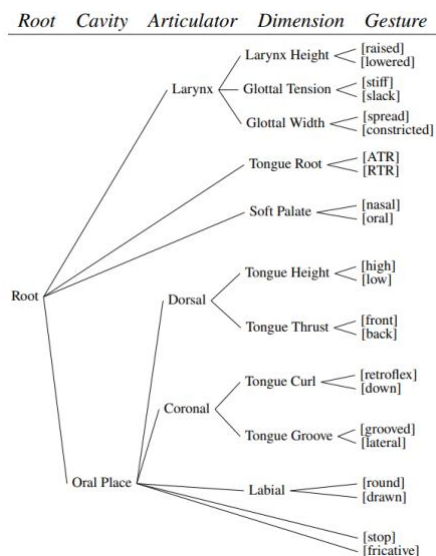 Root Cavity Articulator Dimension Gesture
Larynx Height [raised]
[lowered]
Larynx Glottal Tension [stiff]
[slack]
Glottal Width [spread]
[constricted]
Tongue Root [ATR]
[RTR]
Soft Palate [nasal]
[oral]
Tongue Height [high]
[low]
Root Dorsal
Tongue Thrust [front]
[back]
Tongue Curl [retroflex]
[down]
Coronal
Tongue Groove [grooved]
[lateral]
Oral Place Labial [round]
[drawn]
[stop]
[fricative]